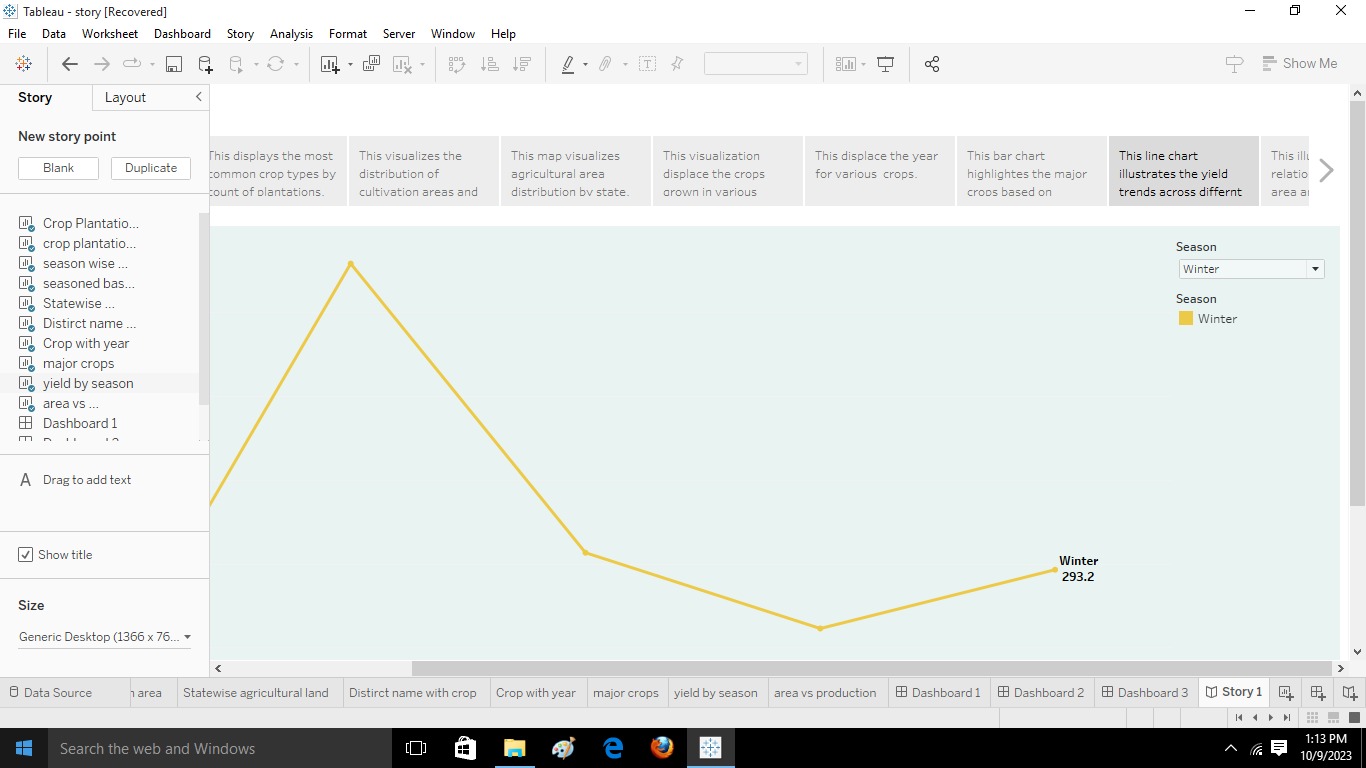 Tableau - story [Recovered]
File Data Worksheet Dashboard Story Analysis Format Server Window Help
Show Me
Story Layout
New story point
Blank Duplicate
Crop Plantatio...
crop plantatio...
season wise ...
seasoned bas...
Statewise ...
Distirct name ...
Crop with year
major crops
yield by season
area vs ...
Dashboard 1
A Drag to add text
Show title
Size
Generic Desktop (1366 x 76...
This displays the most
common crop types by
count of plantations.
This visualizes the
distribution of
cultivation areas and
This map visualizes
agricultural area
distribution by state.
This visualization
displace the crops
grown in various
This displace the year
for various crops.
This bar chart
highlightes the major
crops based on
This line chart
illustrates the yield
trends across differnt
This illu
relatio
area a
Season
Winter
Season
Winter
Winter
293.2
Data Source area Statewise agricultural land Distirct name with crop Crop with year major crops yield by season area vs production Dashboard 1 Dashboard 2 Dashboard 3 Story 1
Search the web and Windows
1:13 PM
10/9/2023